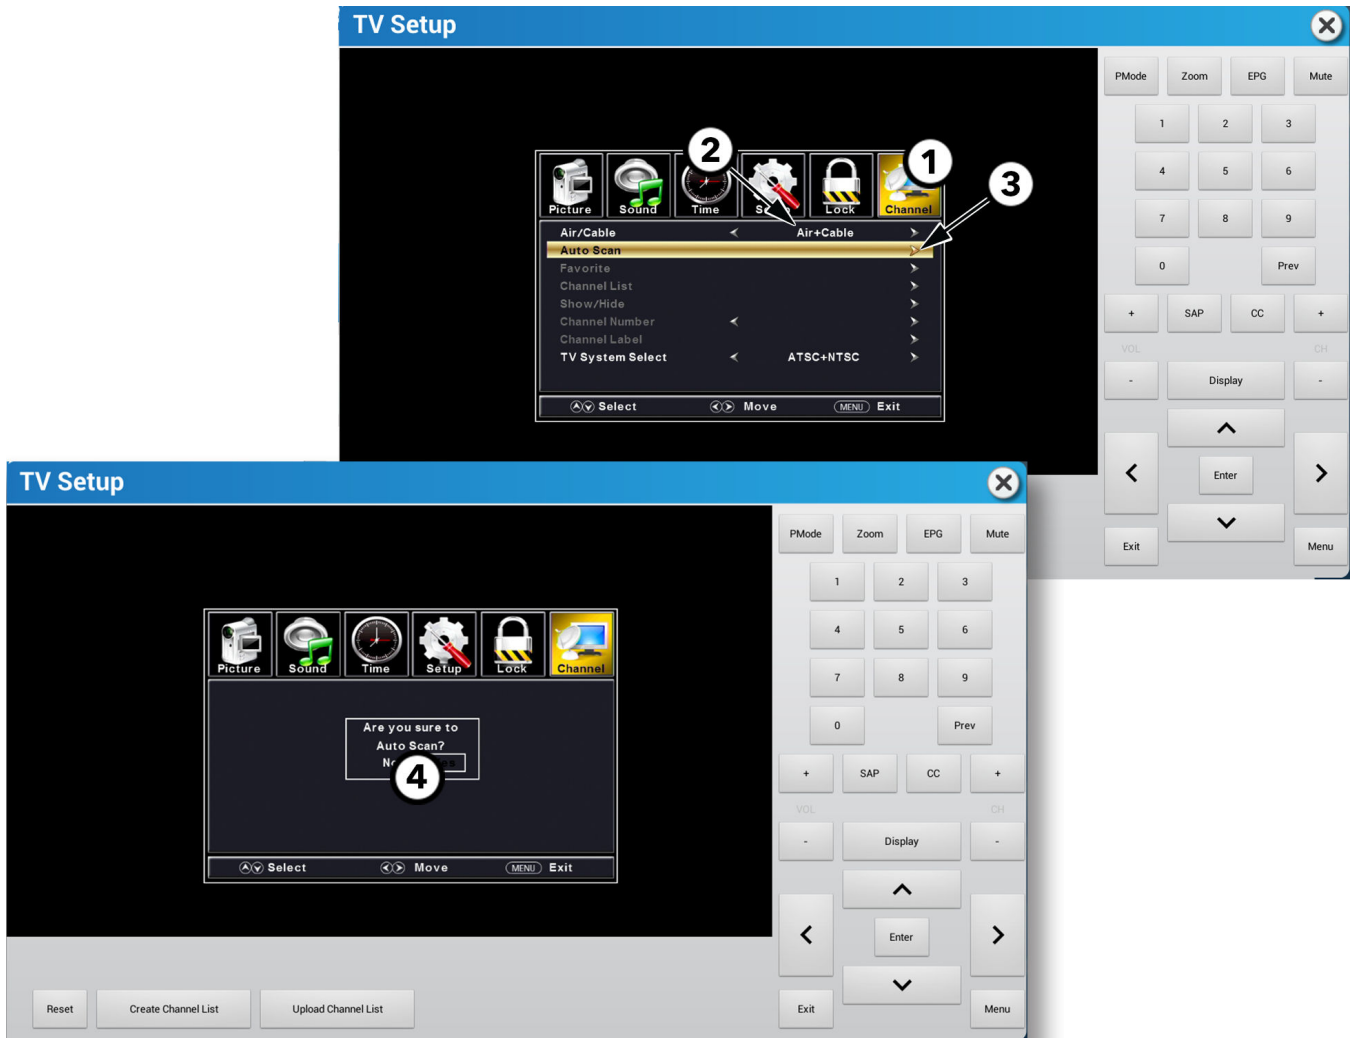 TV Setup
PMode Zoom EPG Mute
1 2 3
4 5 6
7 8 9
0 Prev
+ SAP CC +
VOL CH
- Display -
Enter
Exit Menu
2 1 3
Picture Sound Time Lock Channel
Air/Cable Air+Cable
Auto Scan
Favorite
Channel List
Show/Hide
Channel Number
Channel Label
TV System Select ATSC+NTSC
Select Move MENU Exit
TV Setup
PMode Zoom EPG Mute
1 2 3
4 5 6
7 8 9
0 Prev
+ SAP CC +
VOL CH
- Display -
Enter
Exit Menu
Picture Sound Time Setup Lock Channel
Are you sure to
Auto Scan?
No
4
Select Move MENU Exit
Reset Create Channel List Upload Channel List